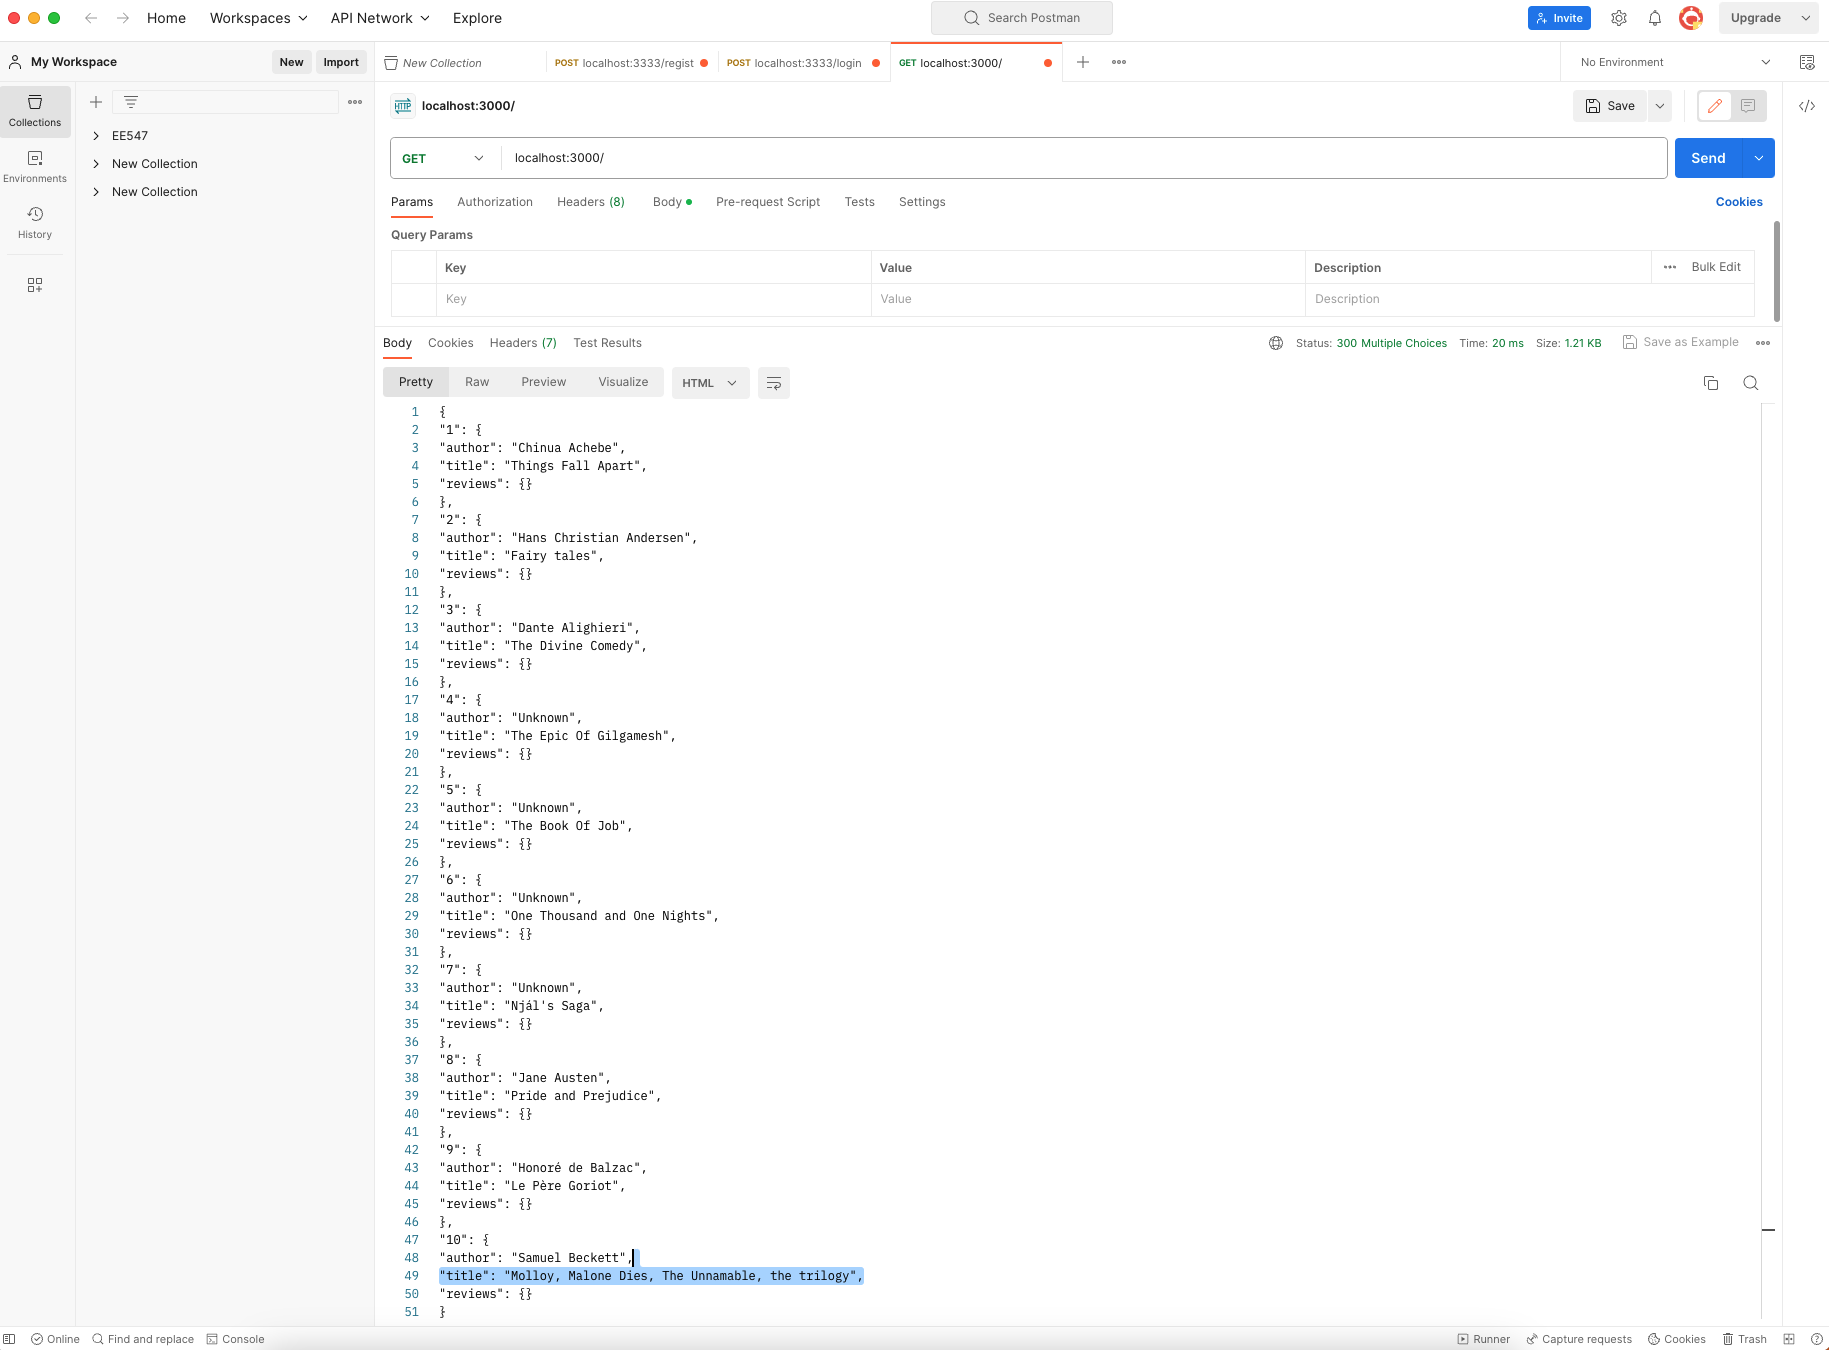 Home Workspaces API Network Explore Search Postman Invite Upgrade
My Workspace New Import New Collection POST localhost:3333/regist POST localhost:3333/login GET localhost:3000/ No Environment
Collections
Environments
History
EE547
New Collection
New Collection
HTTP localhost:3000/ Save
GET localhost:3000/ Send
Params Authorization Headers (8) Body Pre-request Script Tests Settings Cookies
Query Params
Key Value Description Bulk Edit
Key Value Description
Body Cookies Headers (7) Test Results Status: 300 Multiple Choices Time: 20 ms Size: 1.21 KB Save as Example
Pretty Raw Preview Visualize HTML
1 {
2 "1": {
3 "author": "Chinua Achebe",
4 "title": "Things Fall Apart",
5 "reviews": {}
6 },
7 "2": {
8 "author": "Hans Christian Andersen",
9 "title": "Fairy tales",
10 "reviews": {}
11 },
12 "3": {
13 "author": "Dante Alighieri",
14 "title": "The Divine Comedy",
15 "reviews": {}
16 },
17 "4": {
18 "author": "Unknown",
19 "title": "The Epic Of Gilgamesh",
20 "reviews": {}
21 },
22 "5": {
23 "author": "Unknown",
24 "title": "The Book Of Job",
25 "reviews": {}
26 },
27 "6": {
28 "author": "Unknown",
29 "title": "One Thousand and One Nights",
30 "reviews": {}
31 },
32 "7": {
33 "author": "Unknown",
34 "title": "Njál's Saga",
35 "reviews": {}
36 },
37 "8": {
38 "author": "Jane Austen",
39 "title": "Pride and Prejudice",
40 "reviews": {}
41 },
42 "9": {
43 "author": "Honoré de Balzac",
44 "title": "Le Père Goriot",
45 "reviews": {}
46 },
47 "10": {
48 "author": "Samuel Beckett",
49 "title": "Molloy, Malone Dies, The Unnamable, the trilogy",
50 "reviews": {}
51 }
Online Find and replace Console Runner Capture requests Cookies Trash